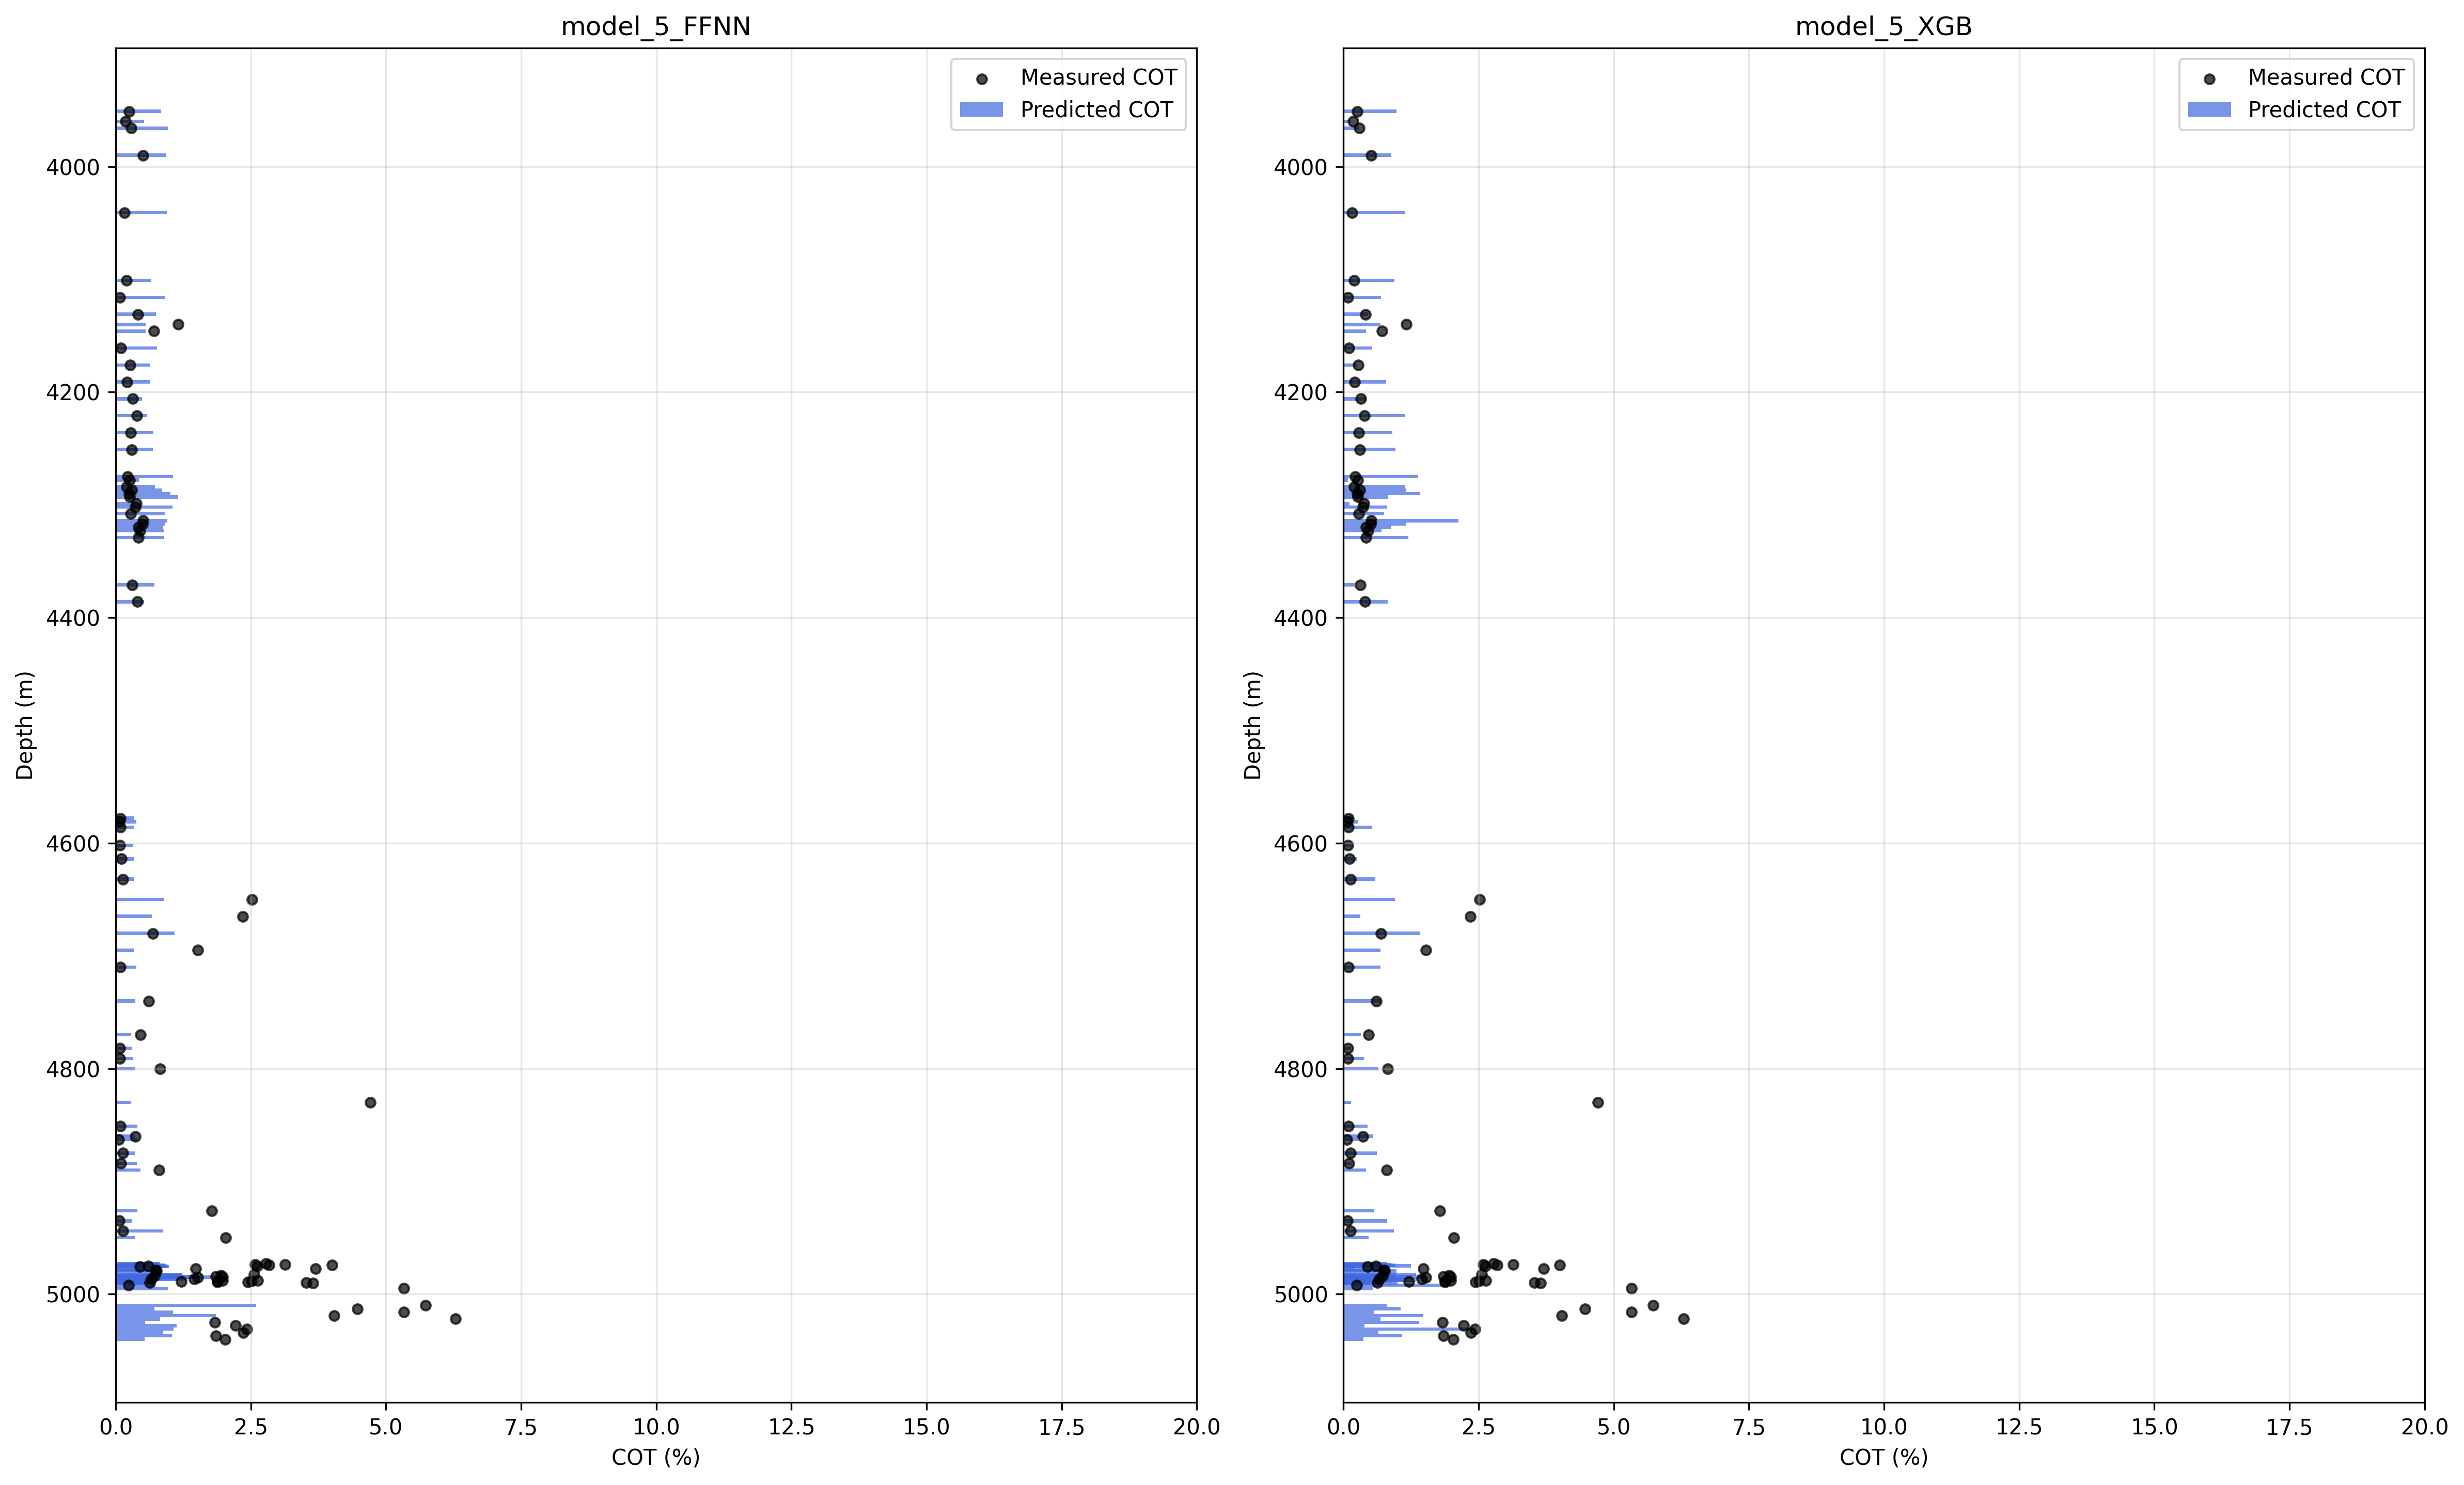 model_5_FFNN
Measured COT
Predicted COT
4000
4200
4400
4600
4800
5000
Depth (m)
0.0 2.5 5.0 7.5 10.0 12.5 15.0 17.5 20.0
COT (%)
model_5_XGB
Measured COT
Predicted COT
4000
4200
4400
4600
4800
5000
Depth (m)
0.0 2.5 5.0 7.5 10.0 12.5 15.0 17.5 20.0
COT (%)